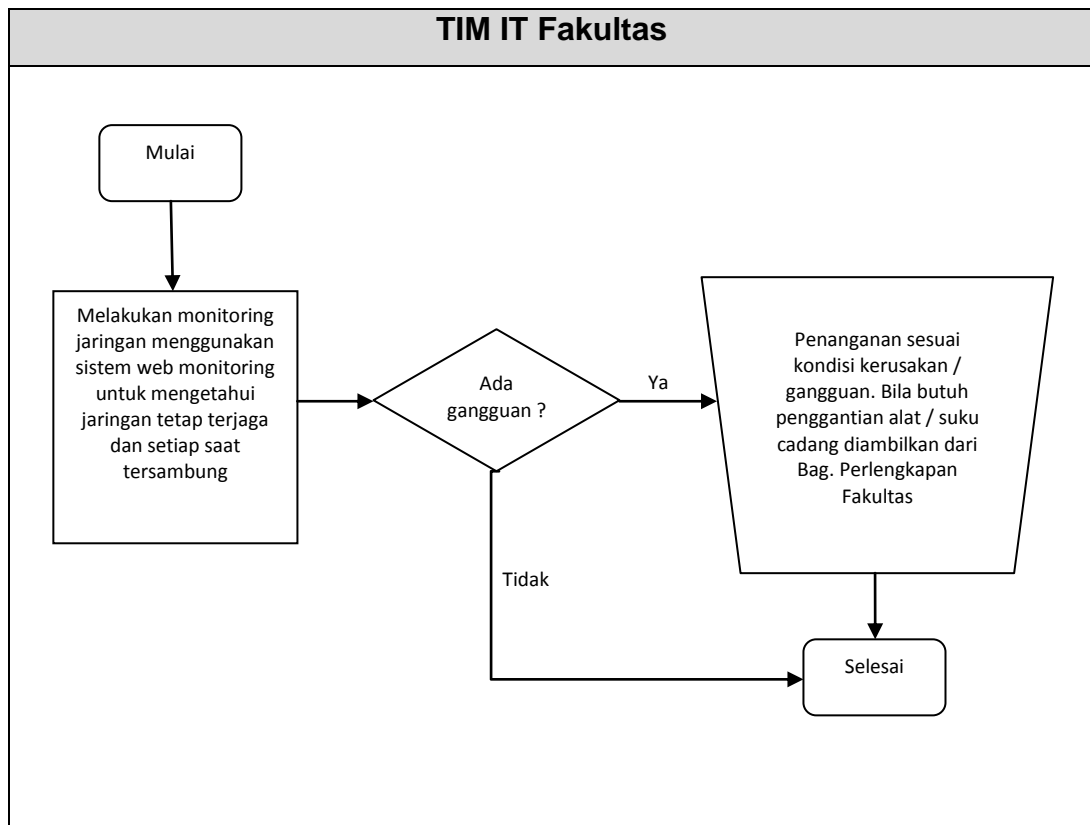 TIM IT Fakultas
Mulai
Melakukan monitoring
jaringan menggunakan
sistem web monitoring
untuk mengetahui
jaringan tetap terjaga
dan setiap saat
tersambung
Ada
gangguan ?
Ya
Penanganan sesuai
kondisi kerusakan /
gangguan. Bila butuh
penggantian alat / suku
cadang diambilkan dari
Bag. Perlengkapan
Fakultas
Tidak
Selesai